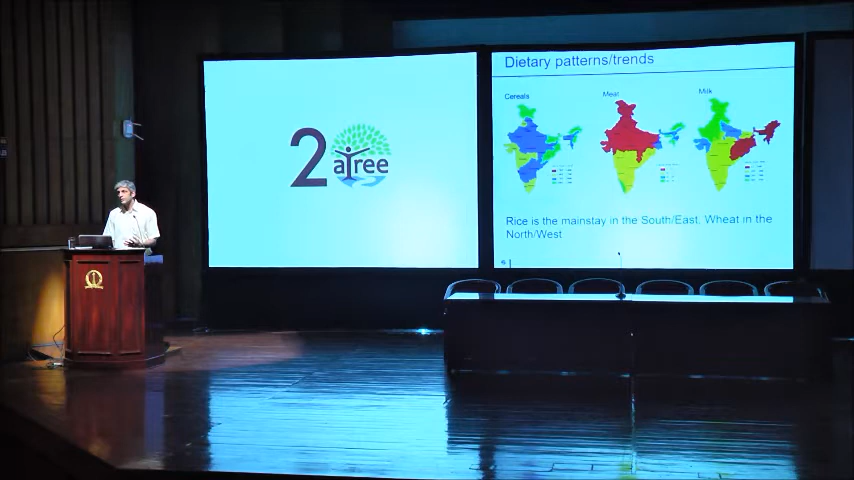 20
atree
Dietary patterns/trends
Cereals
Meat
Milk
Rice is the mainstay in the South/East. Wheat in the
North/West